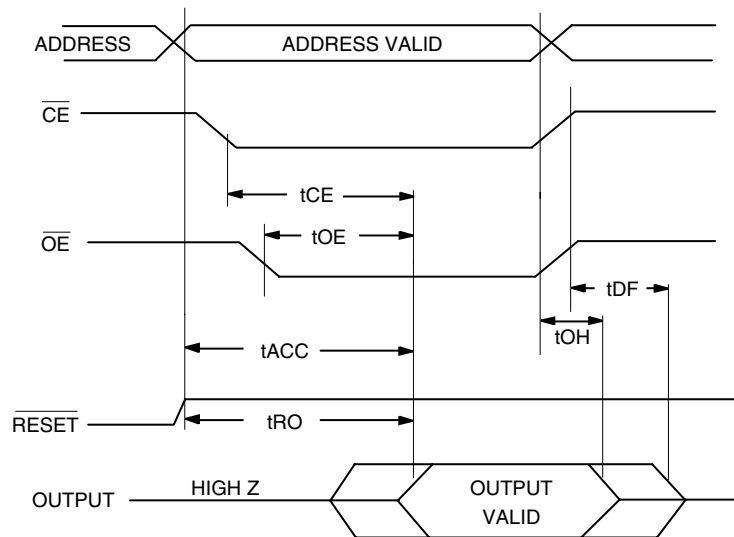 ADDRESS
ADDRESS VALID
CE
tCE
tOE
OE
tDF
tOH
tACC
RESET
tRO
OUTPUT
HIGH Z
OUTPUT
VALID